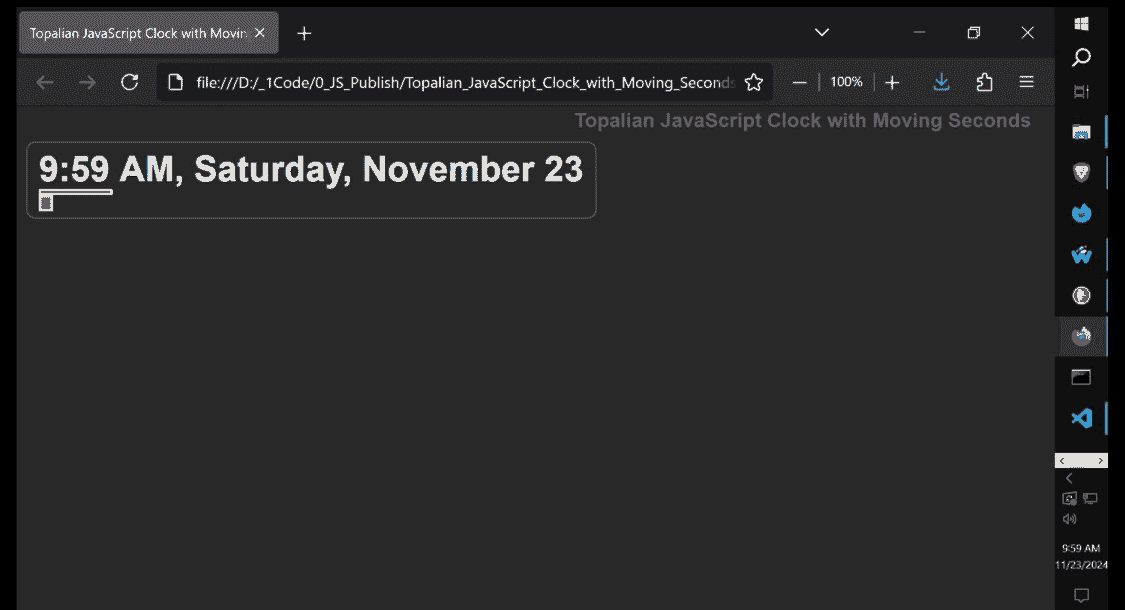 Topalian JavaScript Clock with Movin
file:///D:/_1Code/0_JS_Publish/Topalian_JavaScript_Clock_with_Moving_Seconds
100%
Topalian JavaScript Clock with Moving Seconds
9:59 AM, Saturday, November 23
9:59 AM
11/23/2024